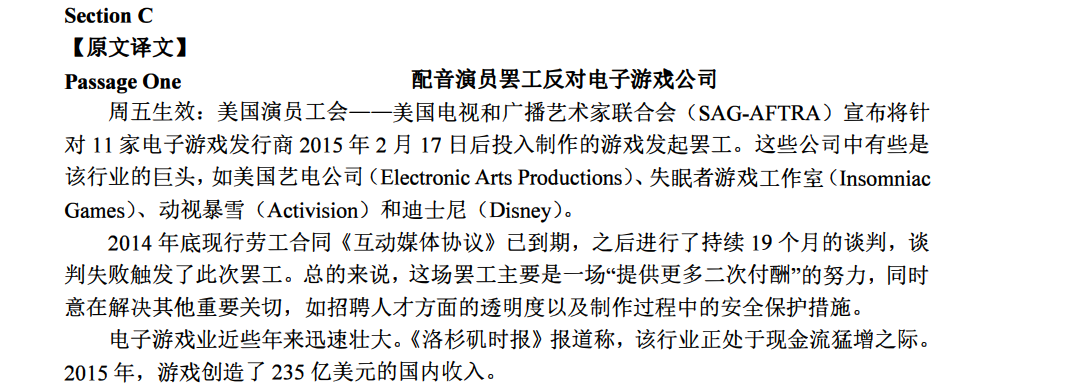 Section C
【原文译文】
Passage One 配音演员罢工反对电子游戏公司
周五生效：美国演员工会——美国电视和广播艺术家联合会（SAG-AFTRA）宣布将针
对 11 家电子游戏发行商 2015 年 2 月 17 日后投入制作的游戏发起罢工。这些公司中有些是
该行业的巨头，如美国艺电公司（Electronic Arts Productions）、失眠者游戏工作室（Insomniac
Games）、动视暴雪（Activision）和迪士尼（Disney）。
2014 年底现行劳工合同《互动媒体协议》已到期，之后进行了持续 19 个月的谈判，谈
判失败触发了此次罢工。总的来说，这场罢工主要是一场“提供更多二次付酬”的努力，同时
意在解决其他重要关切，如招聘人才方面的透明度以及制作过程中的安全保护措施。
电子游戏业近些年来迅速壮大。《洛杉矶时报》报道称，该行业正处于现金流猛增之际。
2015 年，游戏创造了 235 亿美元的国内收入。